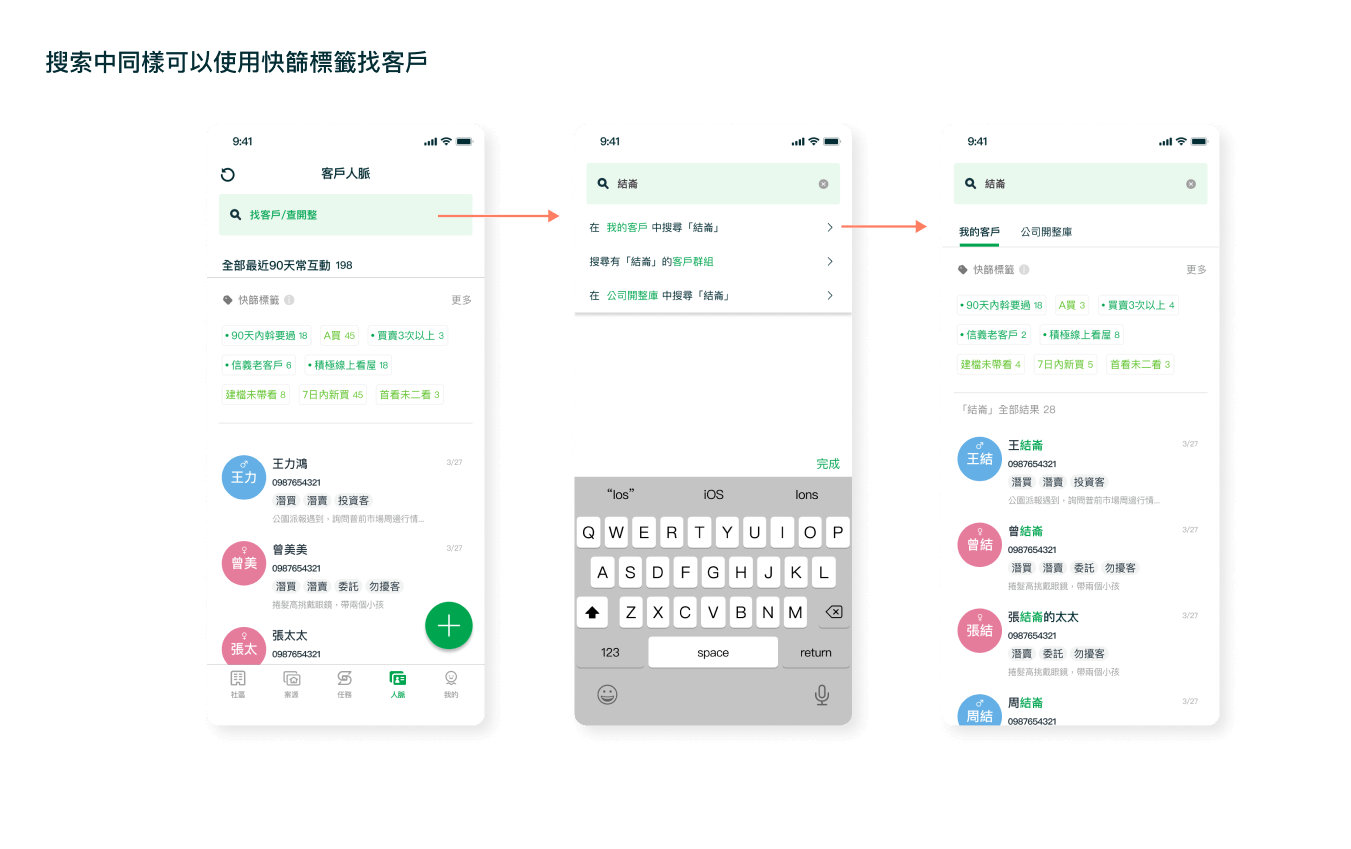 搜索中同樣可以使用快篩標籤找客戶
9:41
客戶人脈
找客戶/查開整
全部最近90天常互動 198
快篩標籤
更多
• 90天內斡要過 18 A買 45 • 買賣3次以上 3
• 信義老客戶 6 • 積極線上看屋 18
建檔未帶看 8 7日內新買 45 首看未二看 3
♂
王力
王力鴻
3/27
0987654321
潛買 潛賣 投資客
公園派報遇到，詢問普前市場周遭行情...
♀
曾美
曾美美
3/27
0987654321
潛買 潛賣 委託 勿擾客
捲髮高挑戴眼鏡，帶兩個小孩
♀
張太
張太太
0987654321
社區 案源 任務 人脈 我的
9:41
結崙
在 我的客戶 中搜尋「結崙」
搜尋有「結崙」的客戶群組
在 公司開整庫 中搜尋「結崙」
完成
“Ios” iOS Ions
Q W E R T Y U I O P
A S D F G H J K L
Z X C V B N M
123 space return
9:41
結崙
我的客戶 公司開整庫
快篩標籤
更多
• 90天內斡要過 18 A買 3 • 買賣3次以上 4
• 信義老客戶 2 • 積極線上看屋 8
建檔未帶看 4 7日內新買 5 首看未二看 3
「結崙」全部結果 28
♂
王結
王結崙
3/27
0987654321
潛買 潛賣 投資客
公園派報遇到，詢問普前市場周遭行情...
♀
曾結
曾結崙
3/27
0987654321
潛買 潛賣 委託 勿擾客
捲髮高挑戴眼鏡，帶兩個小孩
♀
張結
張結崙的太太
3/27
0987654321
潛賣 委託 勿擾客
捲髮高挑戴眼鏡，帶兩個小孩
♂
周結
周結崙
3/27
0987654321